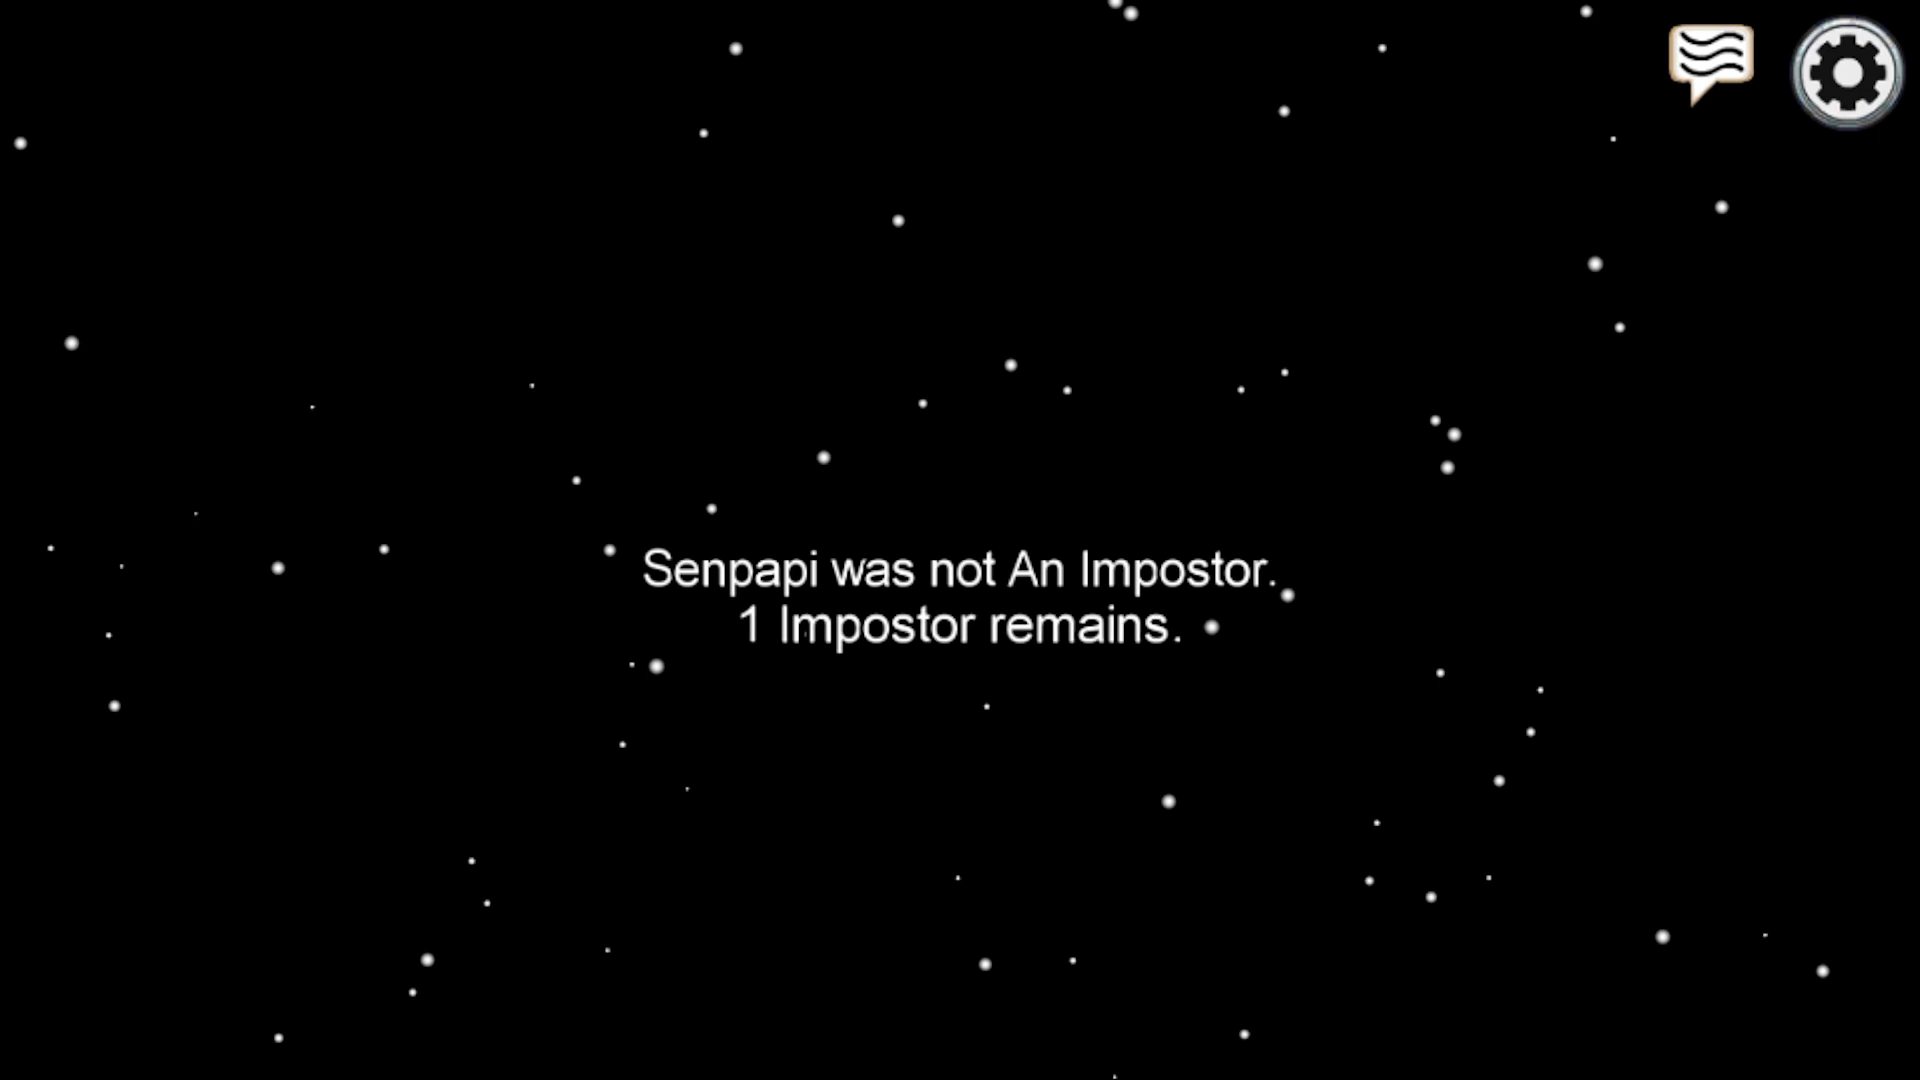 Senpapi was not An Impostor.
1 Impostor remains.